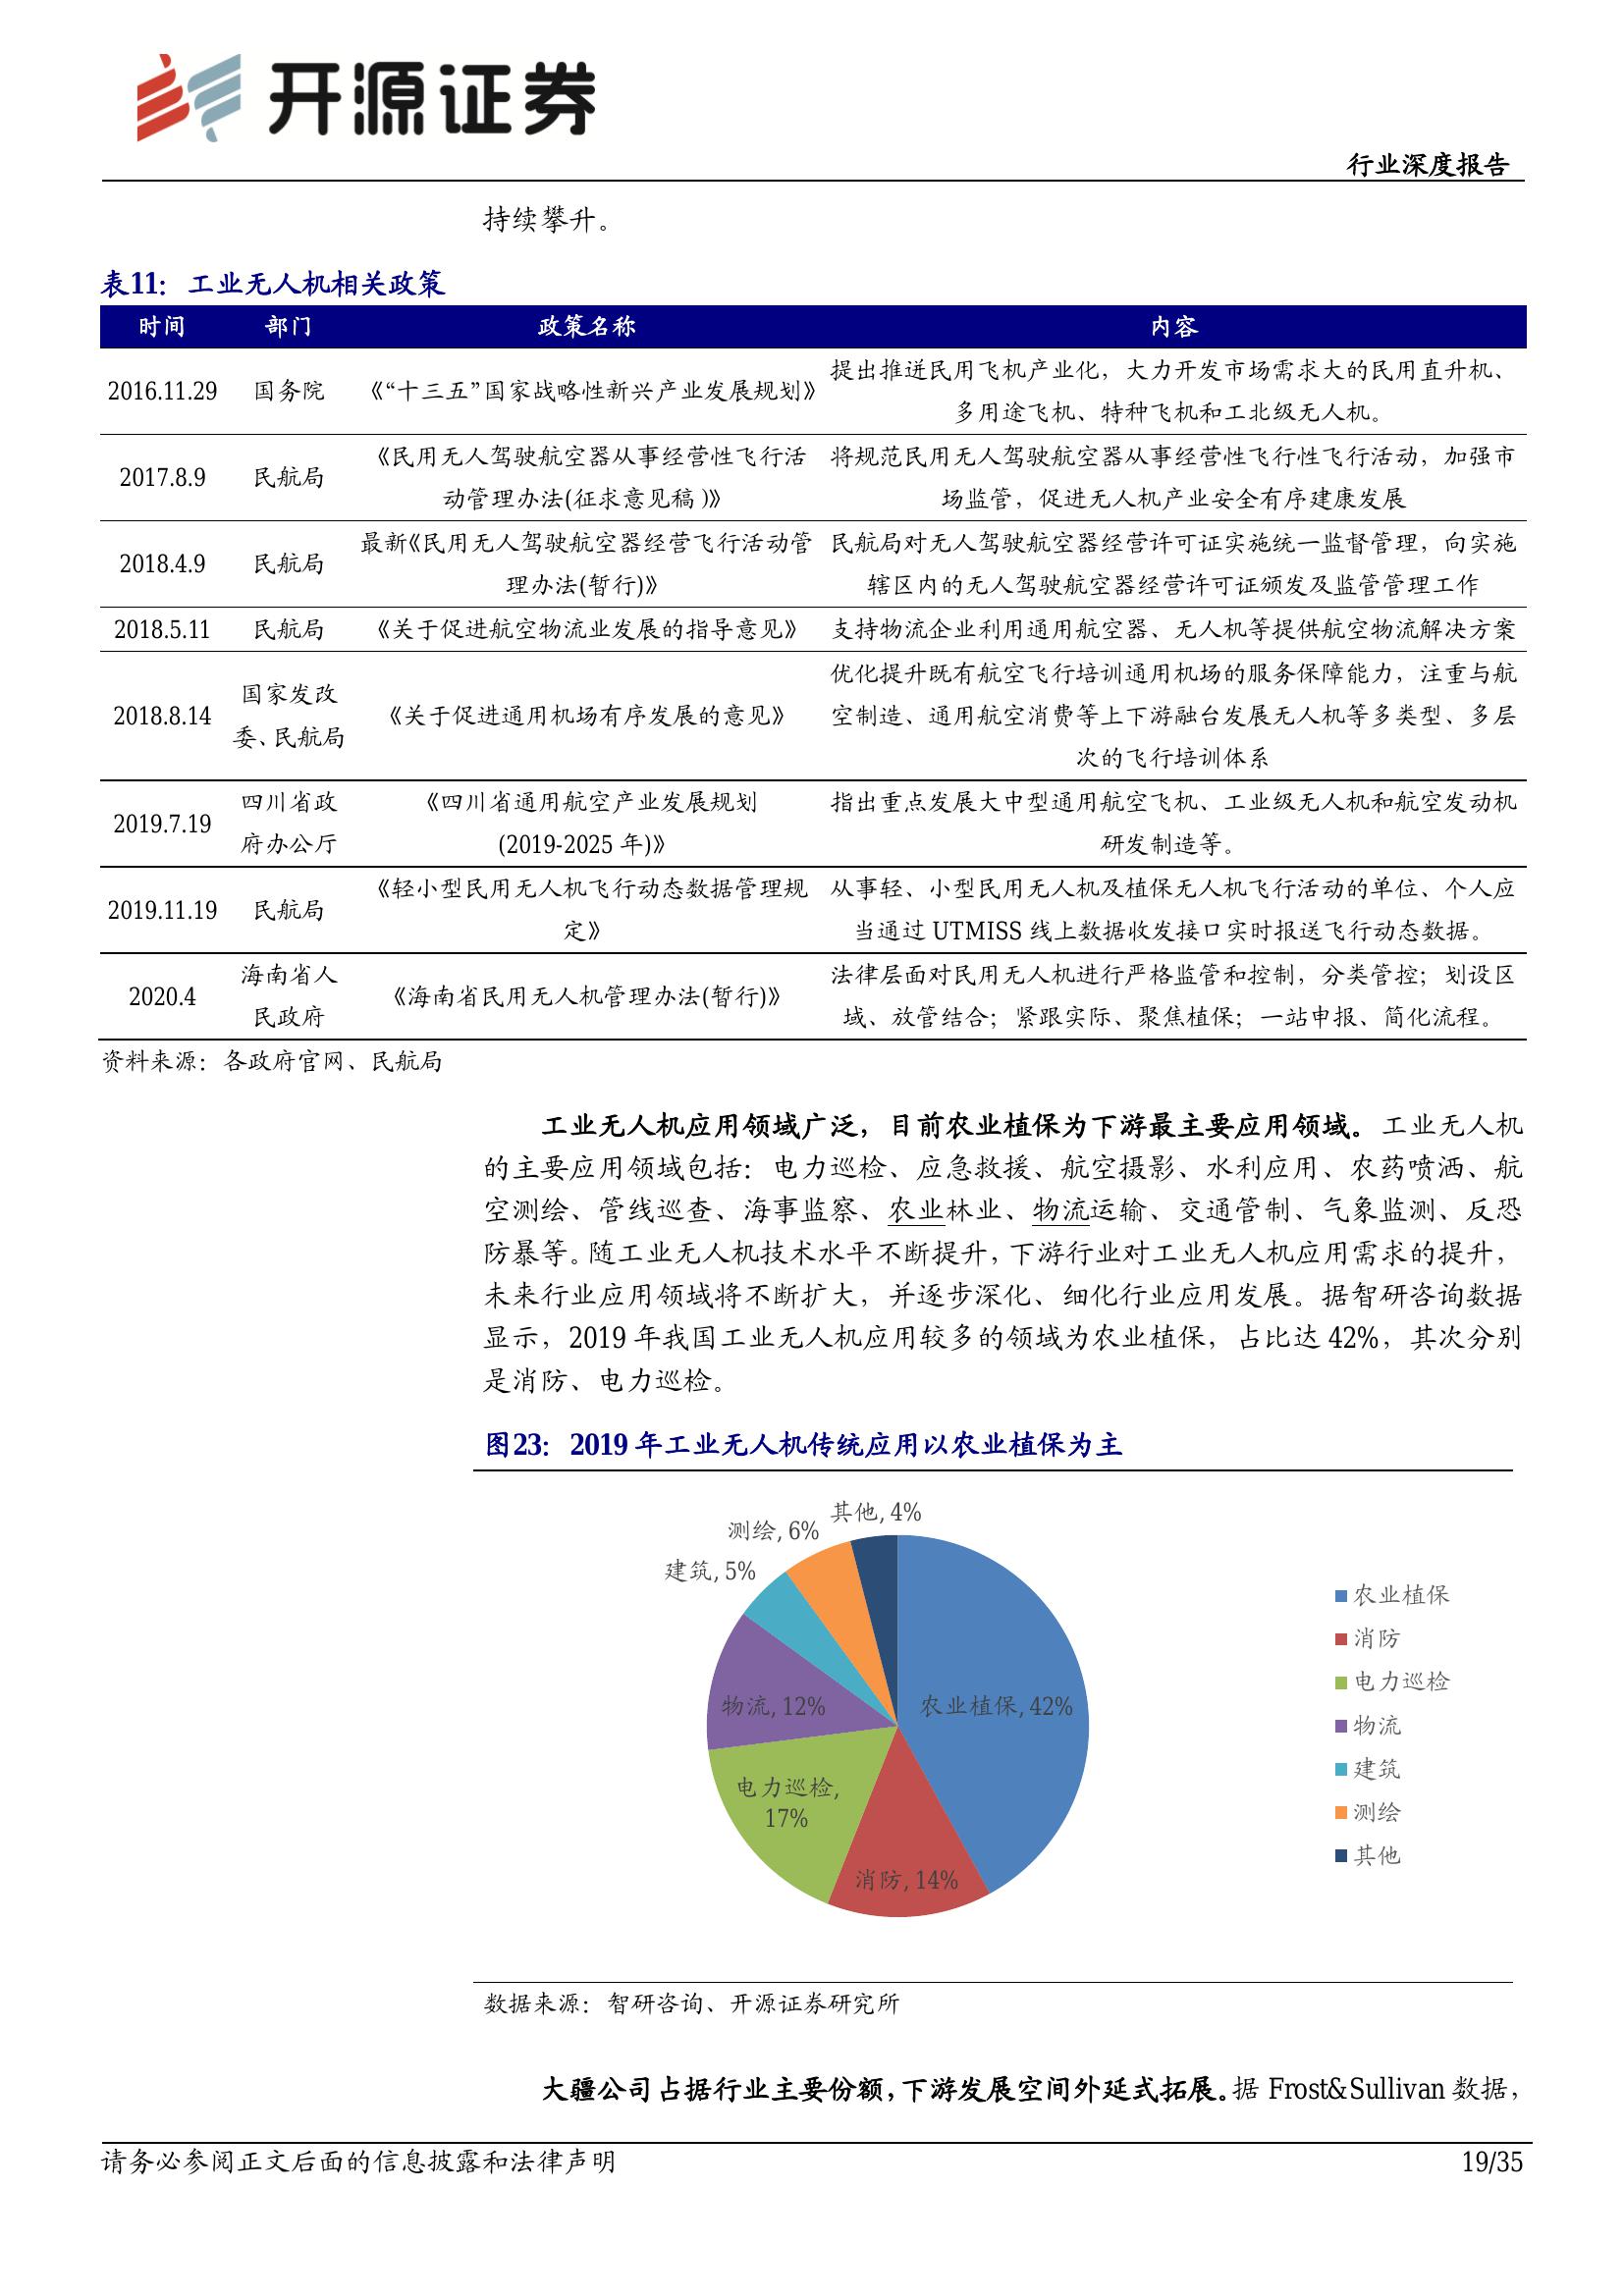 开源证券
行业深度报告
持续攀升。
表11：工业无人机相关政策
时间 部门 政策名称 内容
2016.11.29 国务院 《“十三五”国家战略性新兴产业发展规划》 提出推进民用飞机产业化，大力开发市场需求大的民用直升机、
多用途飞机、特种飞机和工北级无人机。
2017.8.9 民航局 《民用无人驾驶航空器从事经营性飞行活
动管理办法(征求意见稿)》
将规范民用无人驾驶航空器从事经营性飞行性飞行活动，加强市
场监管，促进无人机产业安全有序建康发展
2018.4.9 民航局 最新《民用无人驾驶航空器经营飞行活动管
理办法(暂行)》
民航局对无人驾驶航空器经营许可证实施统一监督管理，向实施
辖区内的无人驾驶航空器经营许可证颁发及监管管理工作
2018.5.11 民航局 《关于促进航空物流业发展的指导意见》 支持物流企业利用通用航空器、无人机等提供航空物流解决方案
2018.8.14 国家发改
委、民航局
《关于促进通用机场有序发展的意见》
优化提升既有航空飞行培训通用机场的服务保障能力，注重与航
空制造、通用航空消费等上下游融台发展无人机等多类型、多层
次的飞行培训体系
2019.7.19 四川省政
府办公厅
《四川省通用航空产业发展规划
(2019-2025 年)》
指出重点发展大中型通用航空飞机、工业级无人机和航空发动机
研发制造等。
2019.11.19 民航局 《轻小型民用无人机飞行动态数据管理规
定》
从事轻、小型民用无人机及植保无人机飞行活动的单位、个人应
当通过 UTMISS 线上数据收发接口实时报送飞行动态数据。
2020.4 海南省人
民政府
《海南省民用无人机管理办法(暂行)》
法律层面对民用无人机进行严格监管和控制，分类管控；划设区
域、放管结合；紧跟实际、聚焦植保；一站申报、简化流程。
资料来源：各政府官网、民航局
工业无人机应用领域广泛，目前农业植保为下游最主要应用领域。工业无人机
的主要应用领域包括：电力巡检、应急救援、航空摄影、水利应用、农药喷洒、航
空测绘、管线巡查、海事监察、农业林业、物流运输、交通管制、气象监测、反恐
防暴等。随工业无人机技术水平不断提升，下游行业对工业无人机应用需求的提升，
未来行业应用领域将不断扩大，并逐步深化、细化行业应用发展。据智研咨询数据
显示，2019 年我国工业无人机应用较多的领域为农业植保，占比达 42%，其次分别
是消防、电力巡检。
图23：2019 年工业无人机传统应用以农业植保为主
其他, 4%
测绘, 6%
建筑, 5%
物流, 12%
农业植保, 42%
电力巡检,
17%
消防, 14%
农业植保
消防
电力巡检
物流
建筑
测绘
其他
数据来源：智研咨询、开源证券研究所
大疆公司占据行业主要份额，下游发展空间外延式拓展。据 Frost&Sullivan 数据，
请务必参阅正文后面的信息披露和法律声明
19/35